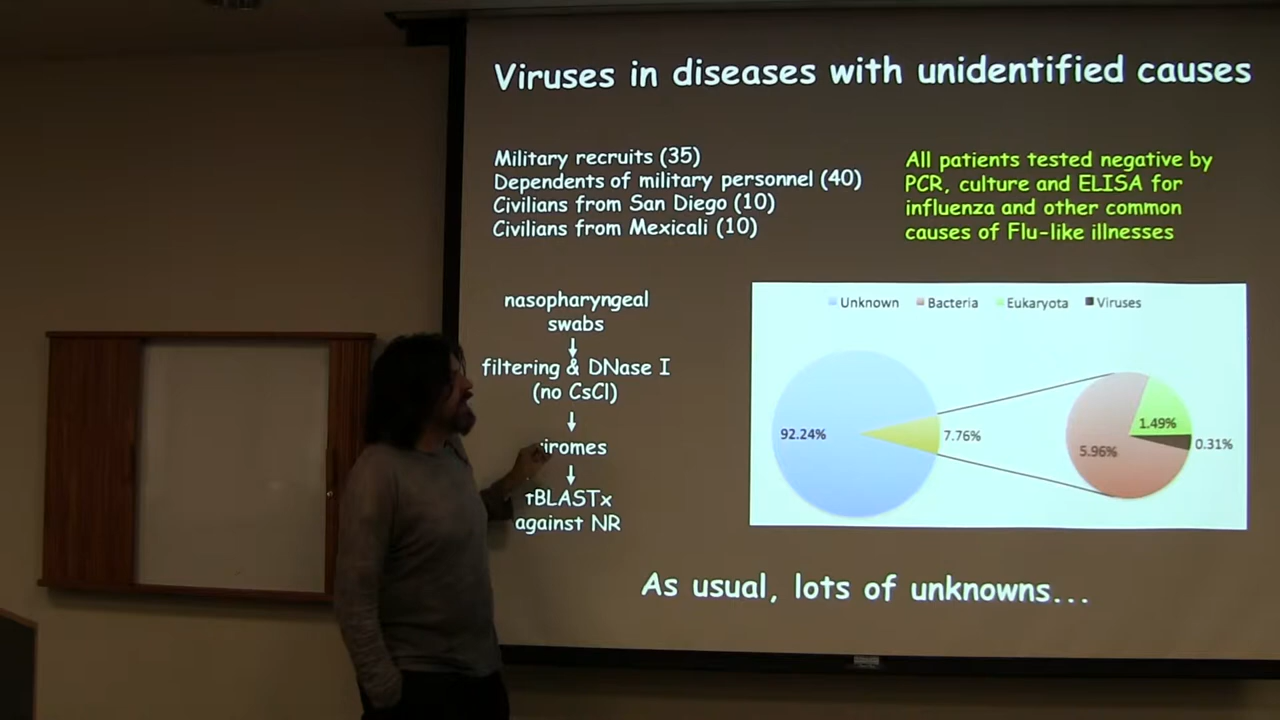 Viruses in diseases with unidentified causes
Military recruits (35)
Dependents of military personnel (40)
Civilians from San Diego (10)
Civilians from Mexicali (10)
All patients tested negative by
PCR, culture and ELISA for
influenza and other common
causes of Flu-like illnesses
nasopharyngeal
swabs
filtering & DNase I
(no CsCl)
viromes
tBLASTx
against NR
Unknown Bacteria Eukaryota Viruses
92.24%
7.76%
1.49%
5.96%
0.31%
As usual, lots of unknowns...